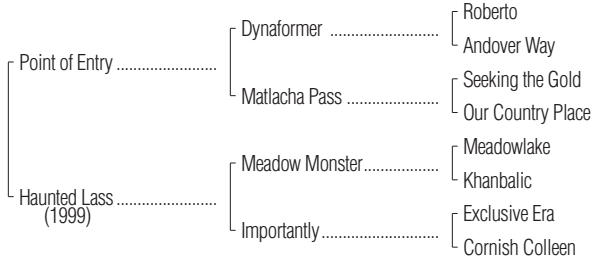 Roberto
Dynaformer .......................
Andover Way
Point of Entry .....................
Seeking the Gold
Matlacha Pass ...................
Our Country Place
Meadowlake
Meadow Monster...............
Khanbalic
Haunted Lass .....................
(1999)
Exclusive Era
Importantly........................
Cornish Colleen